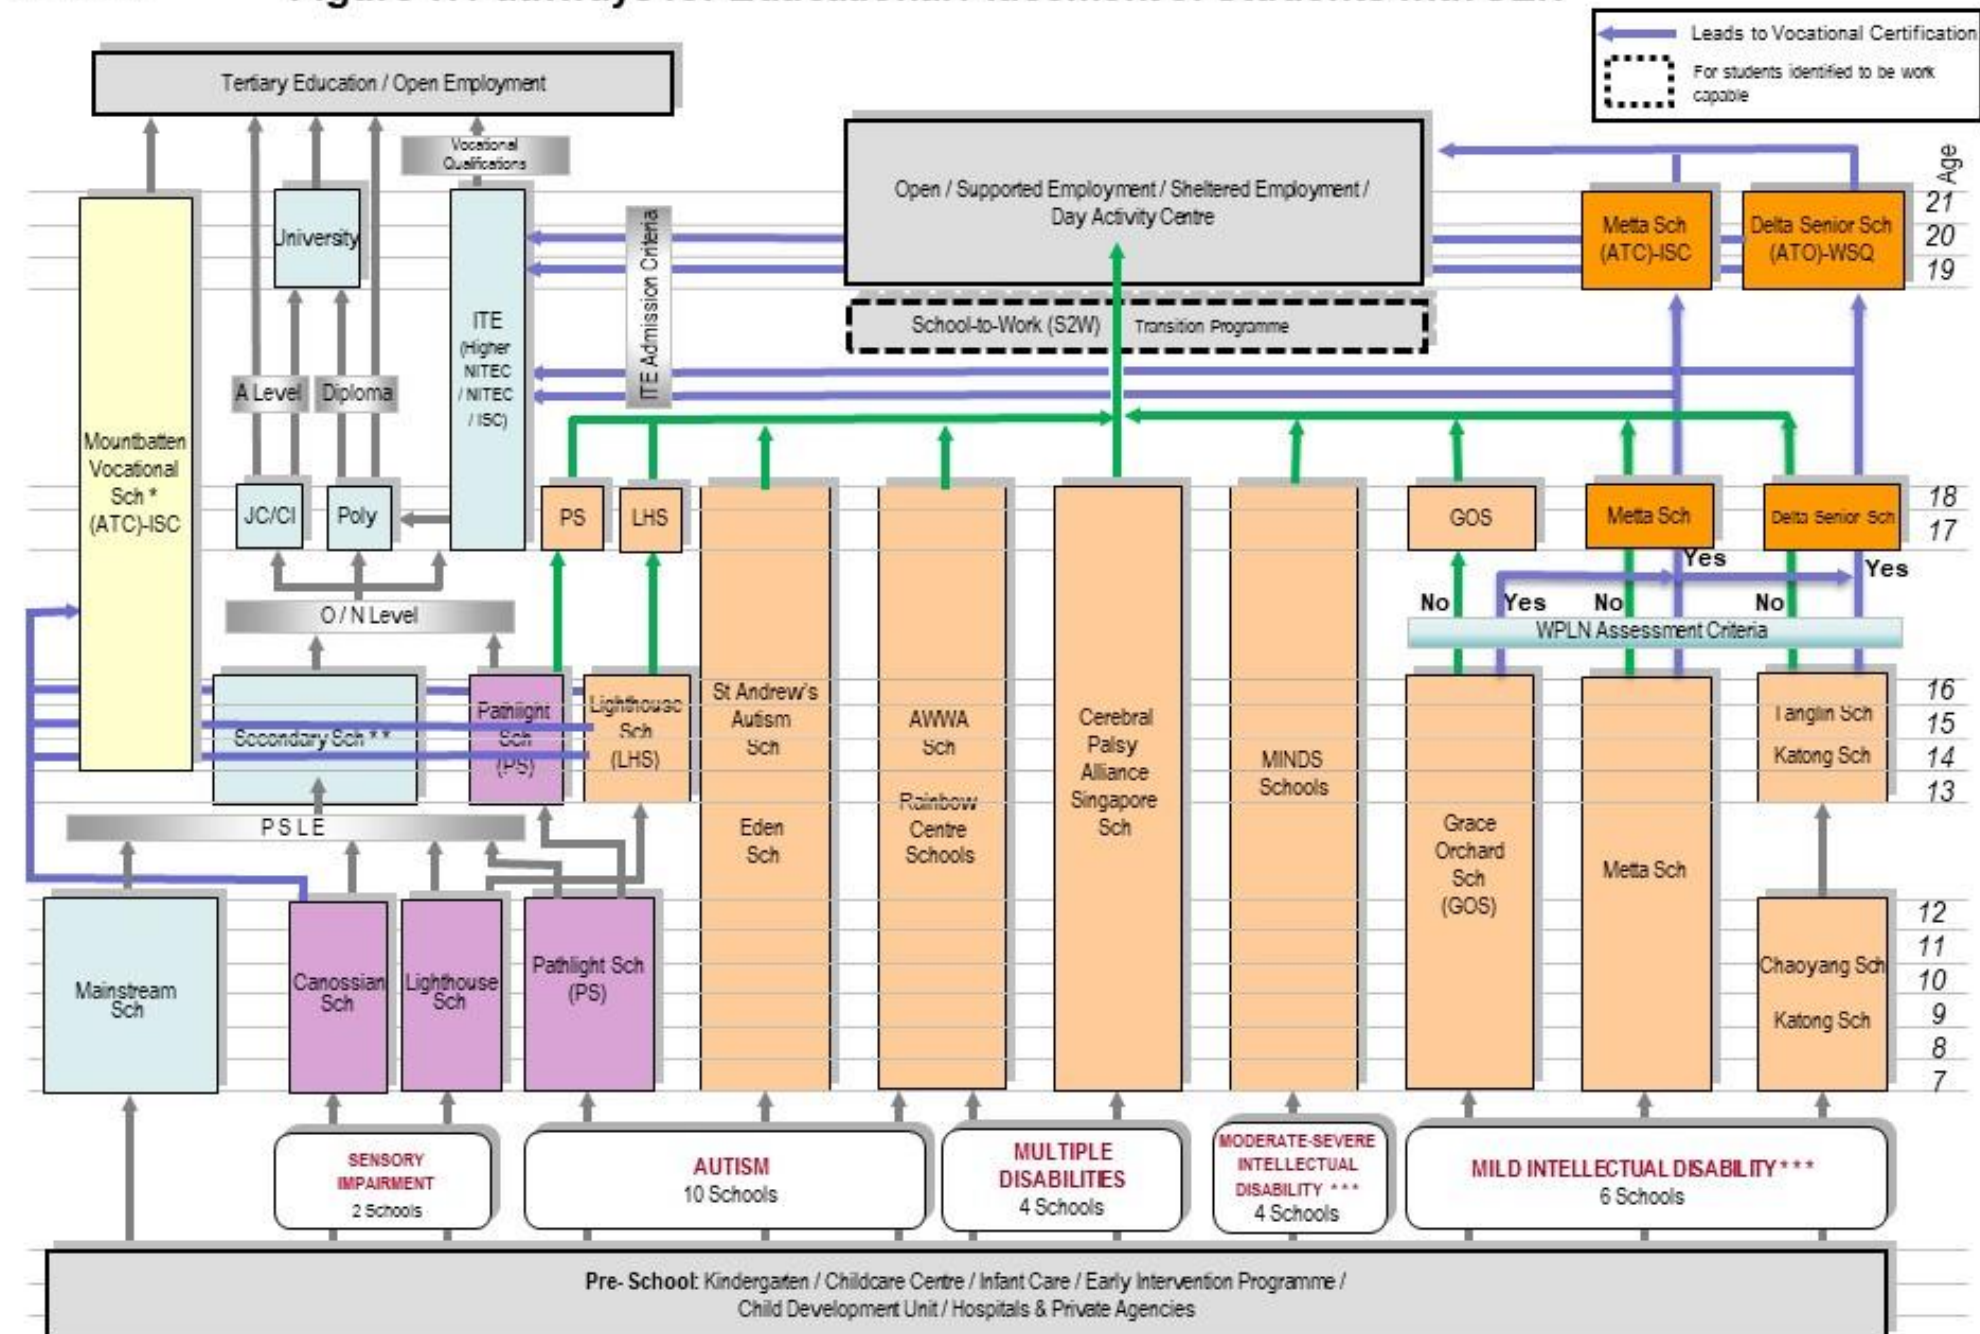 Leads to Vocational Certification
For students identified to be work
capable
Tertiary Education / Open Employment
Vocational
Qualifications
Open / Supported Employment / Sheltered Employment /
Day Activity Centre
Age
21
20
19
Metta Sch
(ATC)-ISC
Delta Senior Sch
(ATO)-WSQ
University
ITE Admission Criteria
School-to-Work (S2W)
Transition Programme
ITE
(Higher
NITEC
/ NITEC
/ ISC)
A Level
Diploma
Mountbatten
Vocational
Sch *
(ATC)-ISC
JC/CI
Poly
PS
LHS
GOS
Metta Sch
Delta Senior Sch
18
17
Yes
Yes
No
Yes
No
No
O / N Level
WPLN Assessment Criteria
Secondary Sch **
Pathlight
Sch
(PS)
Lighthouse
Sch
(LHS)
St Andrew's
Autism
Sch
Eden
Sch
AWWA
Sch
Rainbow
Centre
Schools
Cerebral
Palsy
Alliance
Singapore
Sch
MINDS
Schools
Grace
Orchard
Sch
(GOS)
Metta Sch
Tanglin Sch
Katong Sch
16
15
14
13
P S L E
Mainstream
Sch
Canossian
Sch
Lighthouse
Sch
Pathlight Sch
(PS)
Chaoyang Sch
Katong Sch
12
11
10
9
8
7
SENSORY
IMPAIRMENT
2 Schools
AUTISM
10 Schools
MULTIPLE
DISABILITIES
4 Schools
MODERATE-SEVERE
INTELLECTUAL
DISABILITY ***
4 Schools
MILD INTELLECTUAL DISABILITY ***
6 Schools
Pre- School: Kindergarten / Childcare Centre / Infant Care / Early Intervention Programme /
Child Development Unit / Hospitals & Private Agencies